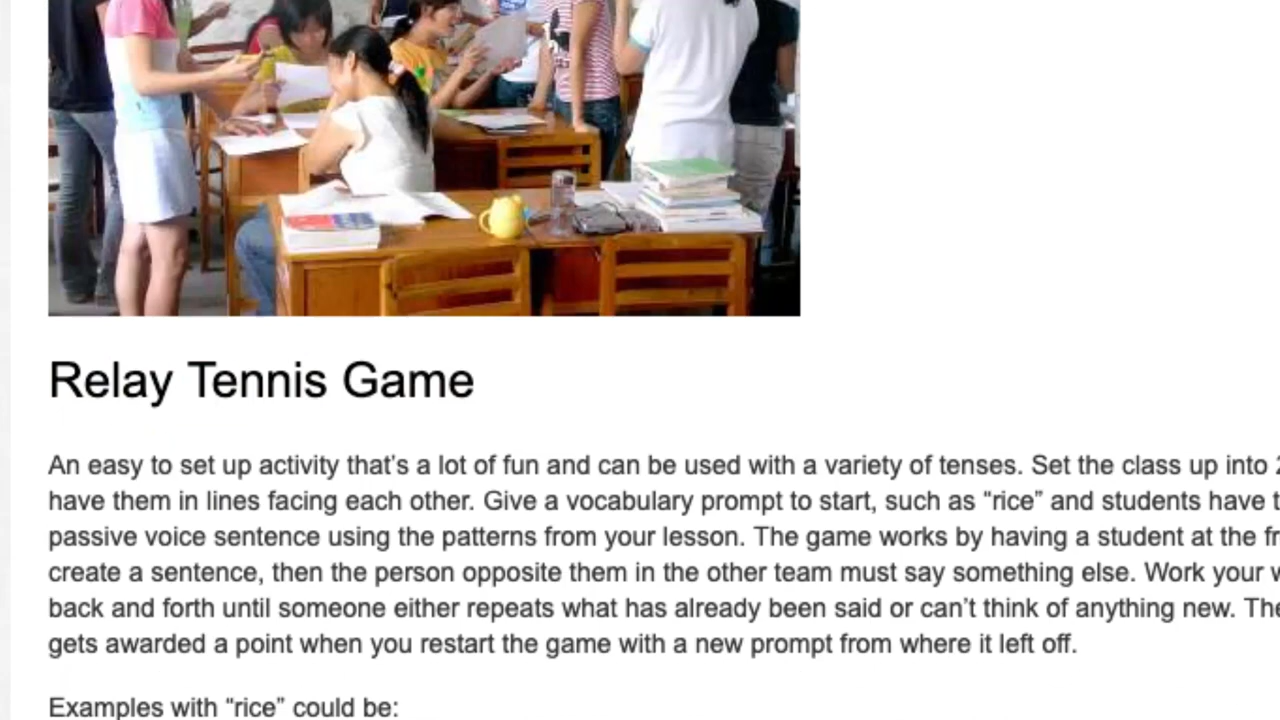 Relay Tennis Game
An easy to set up activity that’s a lot of fun and can be used with a variety of tenses. Set the class up into
have them in lines facing each other. Give a vocabulary prompt to start, such as “rice” and students have
passive voice sentence using the patterns from your lesson. The game works by having a student at the
create a sentence, then the person opposite them in the other team must say something else. Work your
back and forth until someone either repeats what has already been said or can’t think of anything new.
gets awarded a point when you restart the game with a new prompt from where it left off.
Examples with “rice” could be: